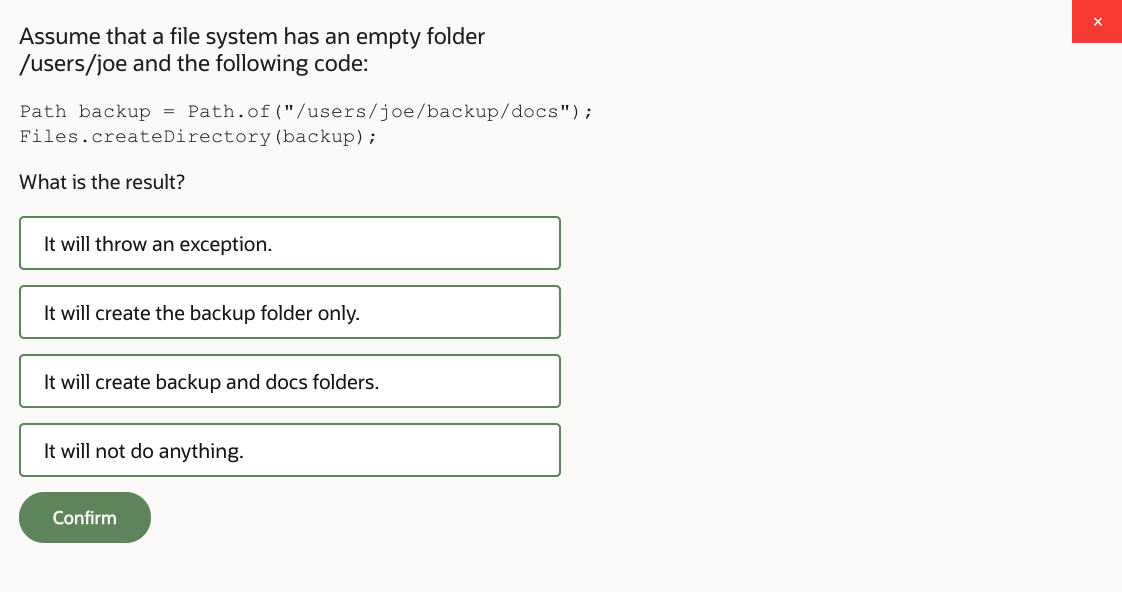 Assume that a file system has an empty folder
/users/joe and the following code:
Path backup = Path.of("/users/joe/backup/docs");
Files.createDirectory(backup);
What is the result?
It will throw an exception.
It will create the backup folder only.
It will create backup and docs folders.
It will not do anything.
Confirm
×